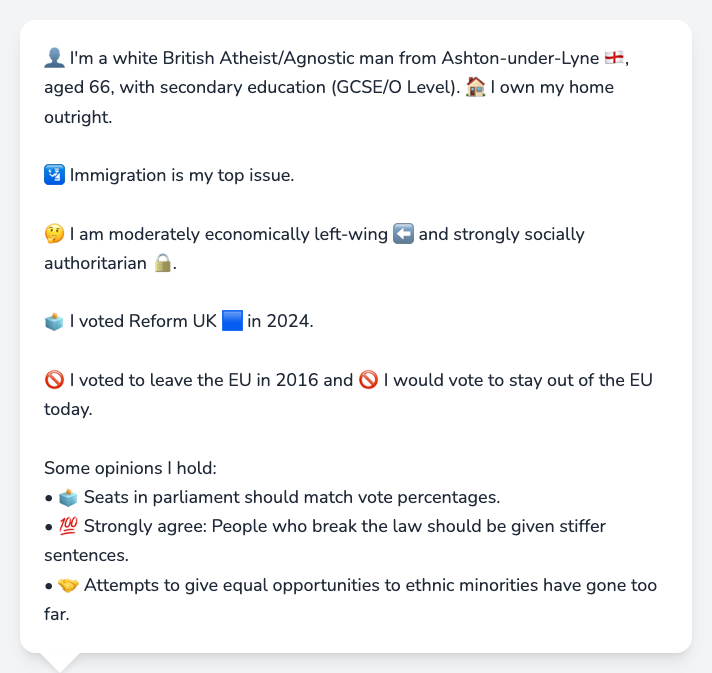 👤 I'm a white British Atheist/Agnostic man from Ashton-under-Lyne 🏴󠁧󠁢󠁥󠁮󠁧󠁿,
aged 66, with secondary education (GCSE/O Level). 🏠 I own my home
outright.
🛂 Immigration is my top issue.
🤔 I am moderately economically left-wing ⬅️ and strongly socially
authoritarian 🔒.
🗳️ I voted Reform UK 🟦 in 2024.
🚫 I voted to leave the EU in 2016 and 🚫 I would vote to stay out of the EU
today.
Some opinions I hold:
• 🗳️ Seats in parliament should match vote percentages.
• 💯 Strongly agree: People who break the law should be given stiffer
sentences.
• 🤝 Attempts to give equal opportunities to ethnic minorities have gone too
far.